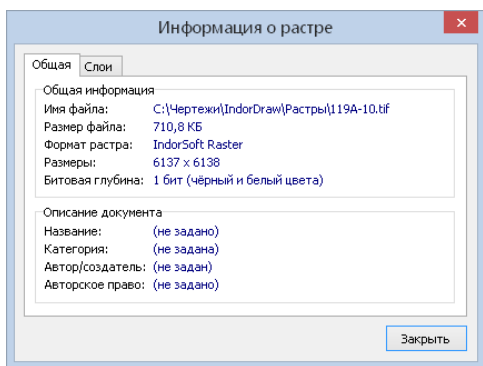 Информация о растре
Общая Слои
Общая информация
Имя файла: C:\Чертежи\IndorDraw\Растры\119А-10.tif
Размер файла: 710,8 КБ
Формат растра: IndorSoft Raster
Размеры: 6137 x 6138
Битовая глубина: 1 бит (чёрный и белый цвета)
Описание документа
Название: (не задано)
Категория: (не задана)
Автор/создатель: (не задан)
Авторское право: (не задано)
Закрыть